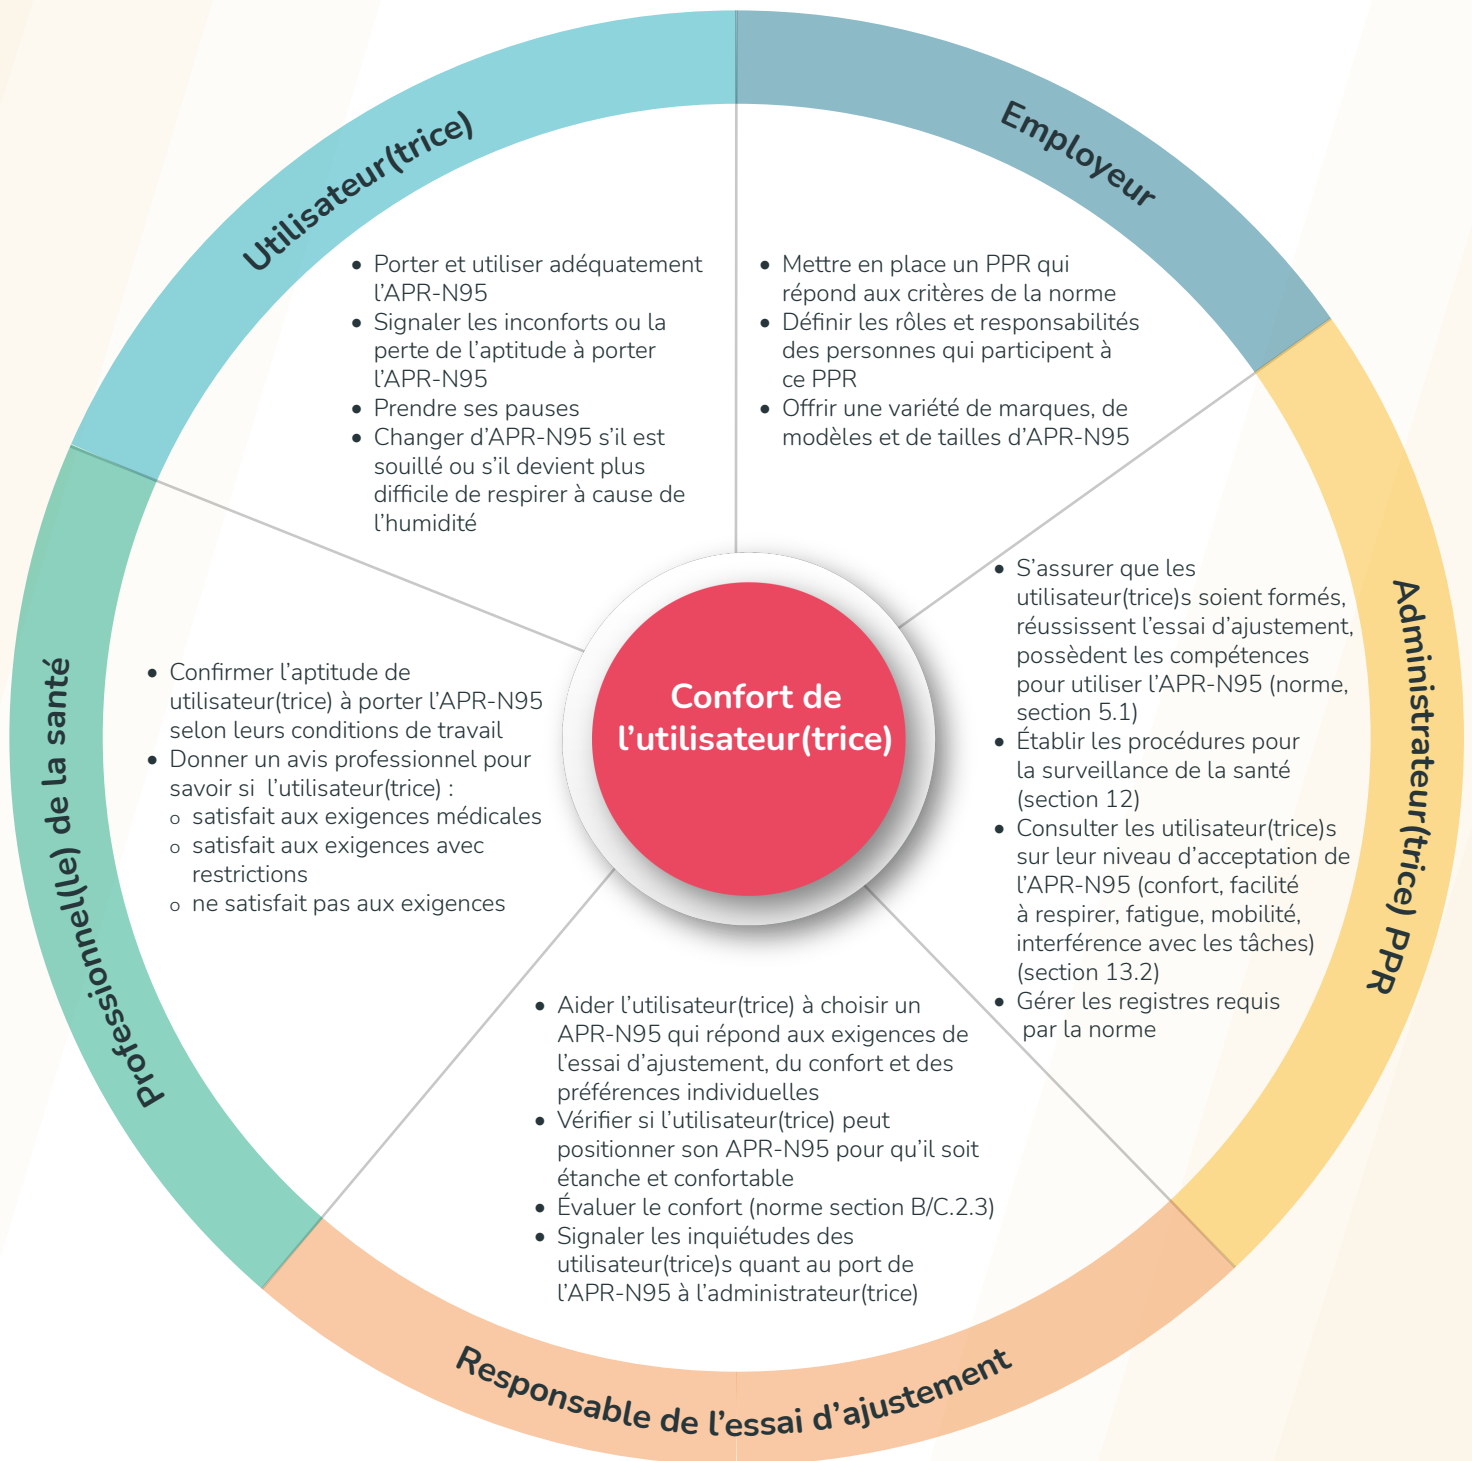 Utilisateur(trice)
• Porter et utiliser adéquatement
l'APR-N95
• Signaler les inconforts ou la
perte de l'aptitude à porter
l'APR-N95
• Prendre ses pauses
• Changer d'APR-N95 s'il est
souillé ou s'il devient plus
difficile de respirer à cause de
l'humidité
Employeur
• Mettre en place un PPR qui
répond aux critères de la norme
• Définir les rôles et responsabilités
des personnes qui participent à
ce PPR
• Offrir une variété de marques, de
modèles et de tailles d'APR-N95
Administrateur(trice) PPR
• S'assurer que les
utilisateur(trice)s soient formés,
réussissent l'essai d'ajustement,
possèdent les compétences
pour utiliser l'APR-N95 (norme,
section 5.1)
• Établir les procédures pour
la surveillance de la santé
(section 12)
• Consulter les utilisateur(trice)s
sur leur niveau d'acceptation de
l'APR-N95 (confort, facilité
à respirer, fatigue, mobilité,
interférence avec les tâches)
(section 13.2)
• Gérer les registres requis
par la norme
Responsable de l'essai d'ajustement
• Aider l'utilisateur(trice) à choisir un
APR-N95 qui répond aux exigences de
l'essai d'ajustement, du confort et des
préférences individuelles
• Vérifier si l'utilisateur(trice) peut
positionner son APR-N95 pour qu'il soit
étanche et confortable
• Évaluer le confort (norme section B/C.2.3)
• Signaler les inquiétudes des
utilisateur(trice)s quant au port de
l'APR-N95 à l'administrateur(trice)
Professionnel(le) de la santé
• Confirmer l'aptitude de
utilisateur(trice) à porter l'APR-N95
selon leurs conditions de travail
• Donner un avis professionnel pour
savoir si l'utilisateur(trice) :
o satisfait aux exigences médicales
o satisfait aux exigences avec
restrictions
o ne satisfait pas aux exigences
Confort de
l'utilisateur(trice)